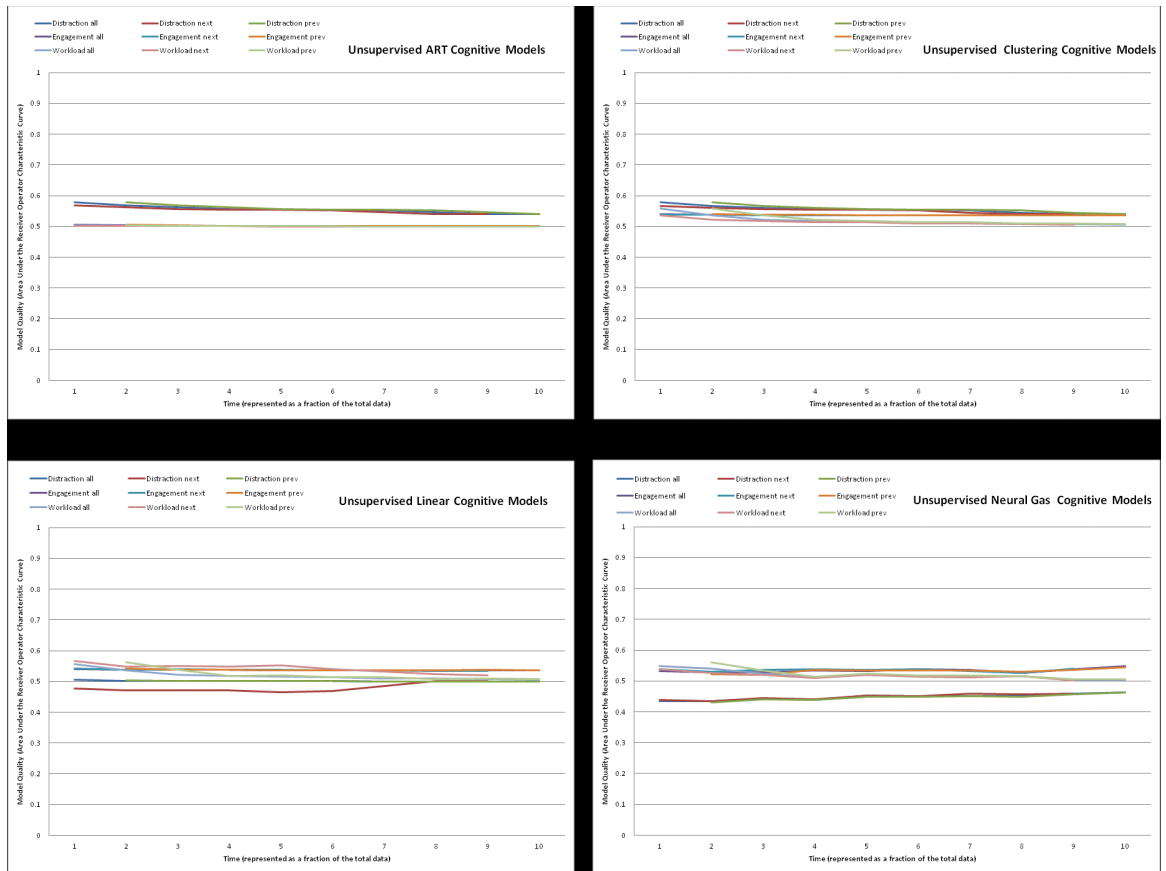 Distraction all Distraction next Distraction prev
Engagement all Engagement next Engagement prev
Workload all Workload next Workload prev
Unsupervised ART Cognitive Models
Model Quality (Area Under the Receiver Operator Characteristic Curve)
1
0.9
0.8
0.7
0.6
0.5
0.4
0.3
0.2
0.1
0
1 2 3 4 5 6 7 8 9 10
Time (represented as a fraction of the total data)
Distraction all Distraction next Distraction prev
Engagement all Engagement next Engagement prev
Workload all Workload next Workload prev
Unsupervised Clustering Cognitive Models
Model Quality (Area Under the Receiver Operator Characteristic Curve)
1
0.9
0.8
0.7
0.6
0.5
0.4
0.3
0.2
0.1
0
1 2 3 4 5 6 7 8 9 10
Time (represented as a fraction of the total data)
Distraction all Distraction next Distraction prev
Engagement all Engagement next Engagement prev
Workload all Workload next Workload prev
Unsupervised Linear Cognitive Models
Model Quality (Area Under the Receiver Operator Characteristic Curve)
1
0.9
0.8
0.7
0.6
0.5
0.4
0.3
0.2
0.1
0
1 2 3 4 5 6 7 8 9 10
Time (represented as a fraction of the total data)
Distraction all Distraction next Distraction prev
Engagement all Engagement next Engagement prev
Workload all Workload next Workload prev
Unsupervised Neural Gas Cognitive Models
Model Quality (Area Under the Receiver Operator Characteristic Curve)
1
0.9
0.8
0.7
0.6
0.5
0.4
0.3
0.2
0.1
0
1 2 3 4 5 6 7 8 9 10
Time (represented as a fraction of the total data)